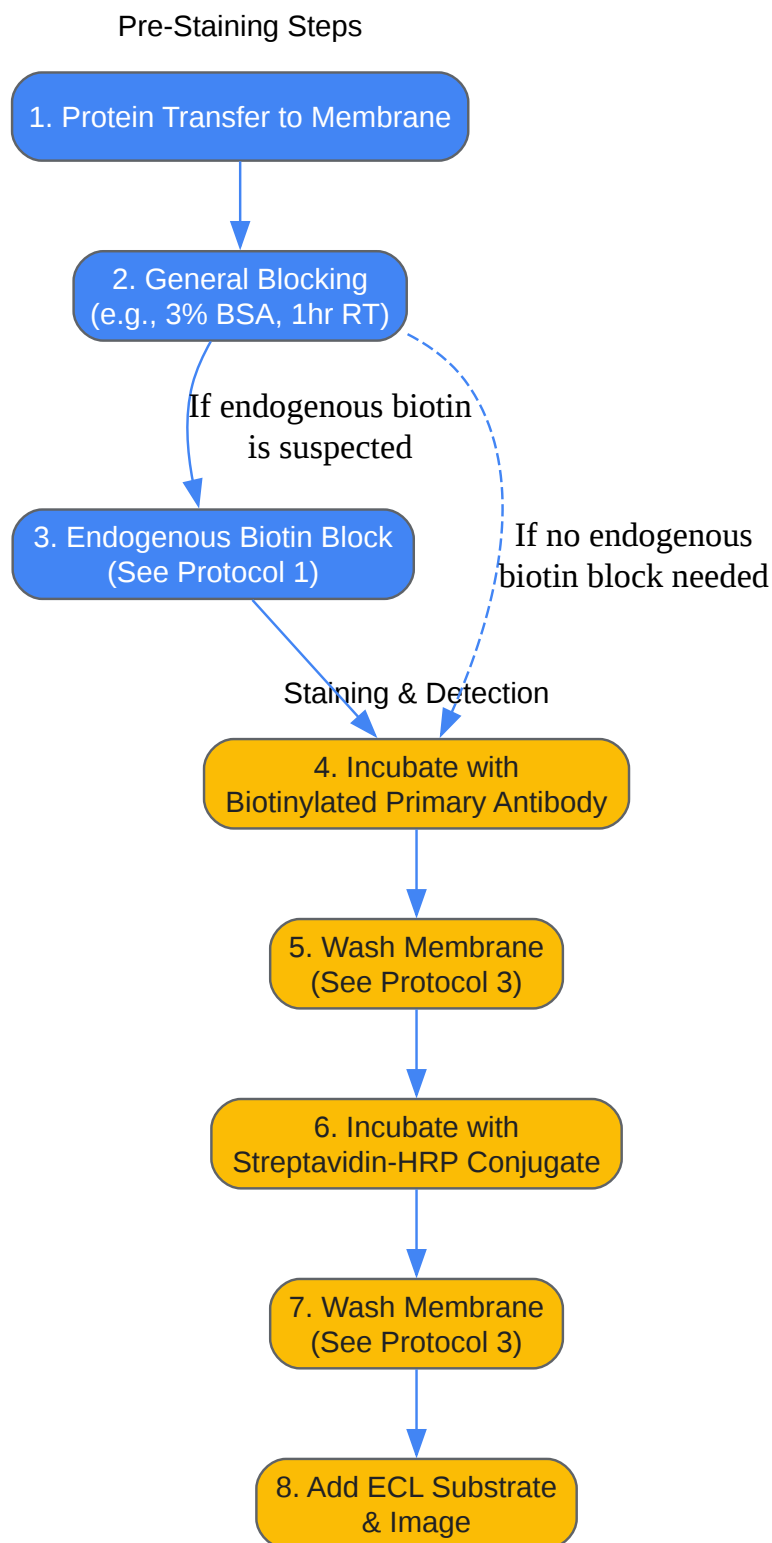 Pre-Staining Steps
1. Protein Transfer to Membrane
2. General Blocking
(e.g., 3% BSA, 1hr RT)
If endogenous biotin
is suspected
3. Endogenous Biotin Block
(See Protocol 1)
If no endogenous
biotin block needed
Staining & Detection
4. Incubate with
Biotinylated Primary Antibody
5. Wash Membrane
(See Protocol 3)
6. Incubate with
Streptavidin-HRP Conjugate
7. Wash Membrane
(See Protocol 3)
8. Add ECL Substrate
& Image